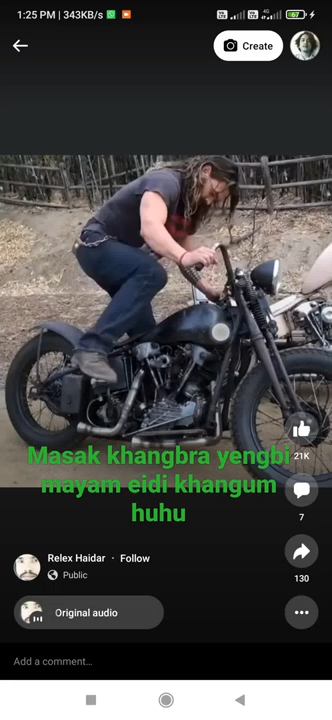 1:25 PM | 343KB/s
67
Create
Masak khangbra yengbi
mayam eidi khangum
huhu
21K
7
130
Relex Haidar · Follow
Public
Original audio
Add a comment...